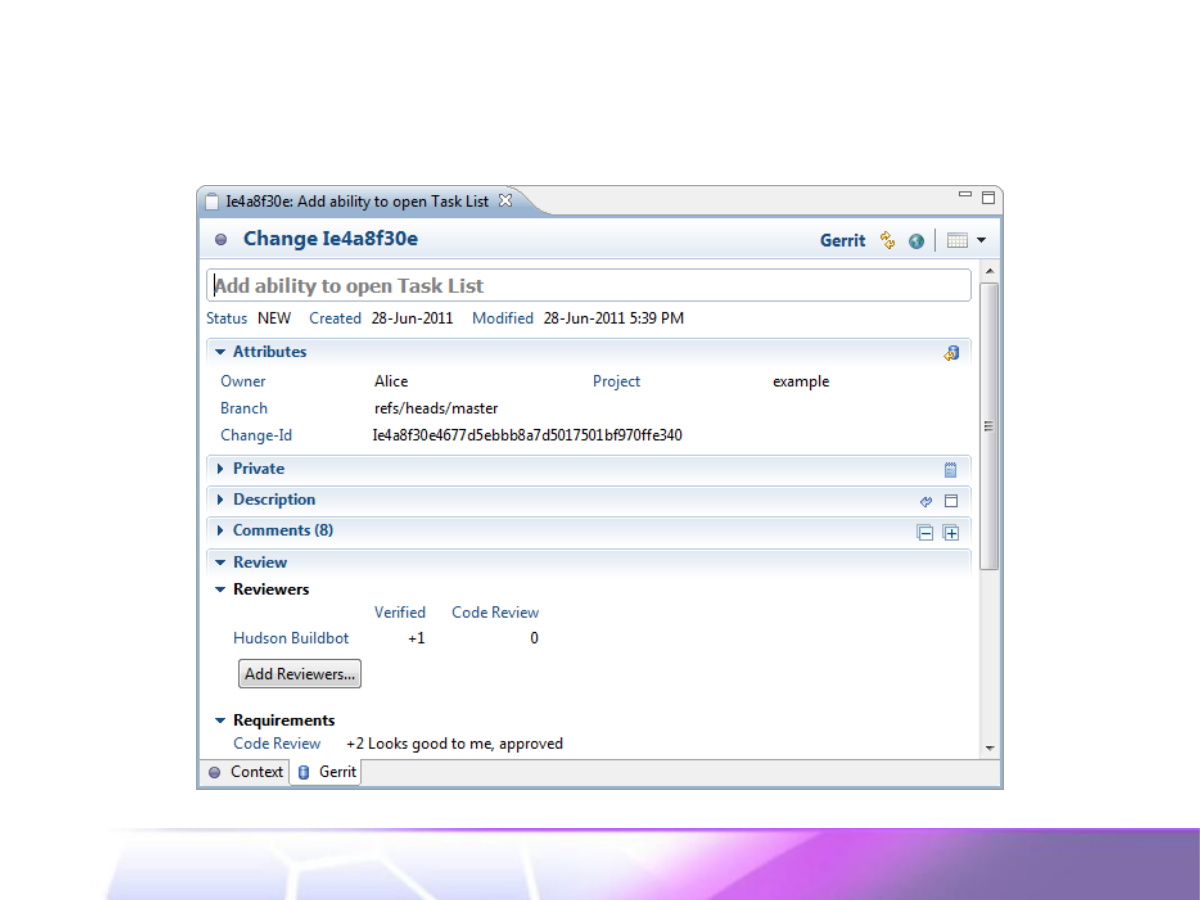 Ie4a8f30e: Add ability to open Task List
Change Ie4a8f30e
Gerrit
Add ability to open Task List
Status NEW Created 28-Jun-2011 Modified 28-Jun-2011 5:39 PM
Attributes
Owner Alice Project example
Branch refs/heads/master
Change-Id Ie4a8f30e4677d5ebbb8a7d5017501bf970ffe340
Private
Description
Comments (8)
Review
Reviewers
Verified Code Review
Hudson Buildbot +1 0
Add Reviewers...
Requirements
Code Review +2 Looks good to me, approved
Context Gerrit